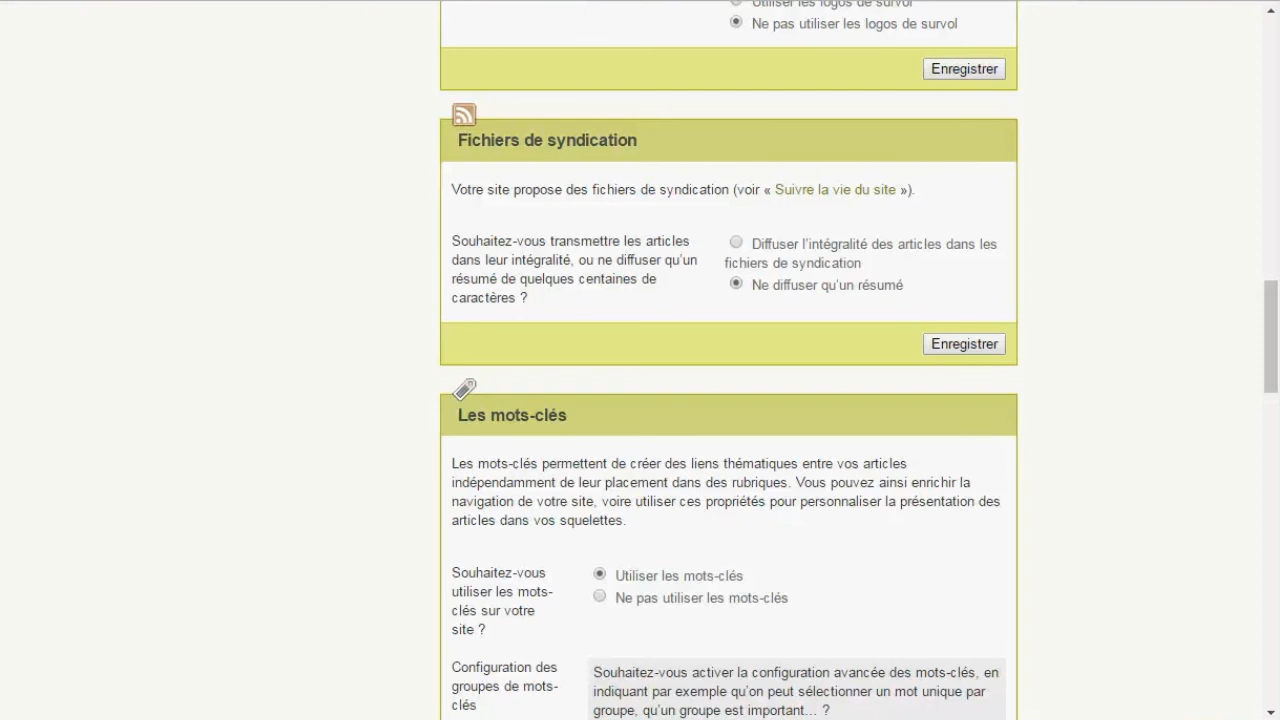 Utiliser les logos de survol
Ne pas utiliser les logos de survol
Enregistrer
Fichiers de syndication
Votre site propose des fichiers de syndication (voir « Suivre la vie du site »).
Souhaitez-vous transmettre les articles
dans leur intégralité, ou ne diffuser qu’un
résumé de quelques centaines de
caractères ?
Diffuser l’intégralité des articles dans les
fichiers de syndication
Ne diffuser qu’un résumé
Enregistrer
Les mots-clés
Les mots-clés permettent de créer des liens thématiques entre vos articles
indépendamment de leur placement dans des rubriques. Vous pouvez ainsi enrichir la
navigation de votre site, voire utiliser ces propriétés pour personnaliser la présentation des
articles dans vos squelettes.
Souhaitez-vous
utiliser les mots-
clés sur votre
site ?
Utiliser les mots-clés
Ne pas utiliser les mots-clés
Configuration des
groupes de mots-
clés
Souhaitez-vous activer la configuration avancée des mots-clés, en
indiquant par exemple qu’on peut sélectionner un mot unique par
groupe, qu’un groupe est important... ?